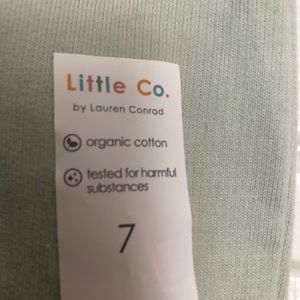 Little Co.
by Lauren Conrad
organic cotton
tested for harmful
substances
7